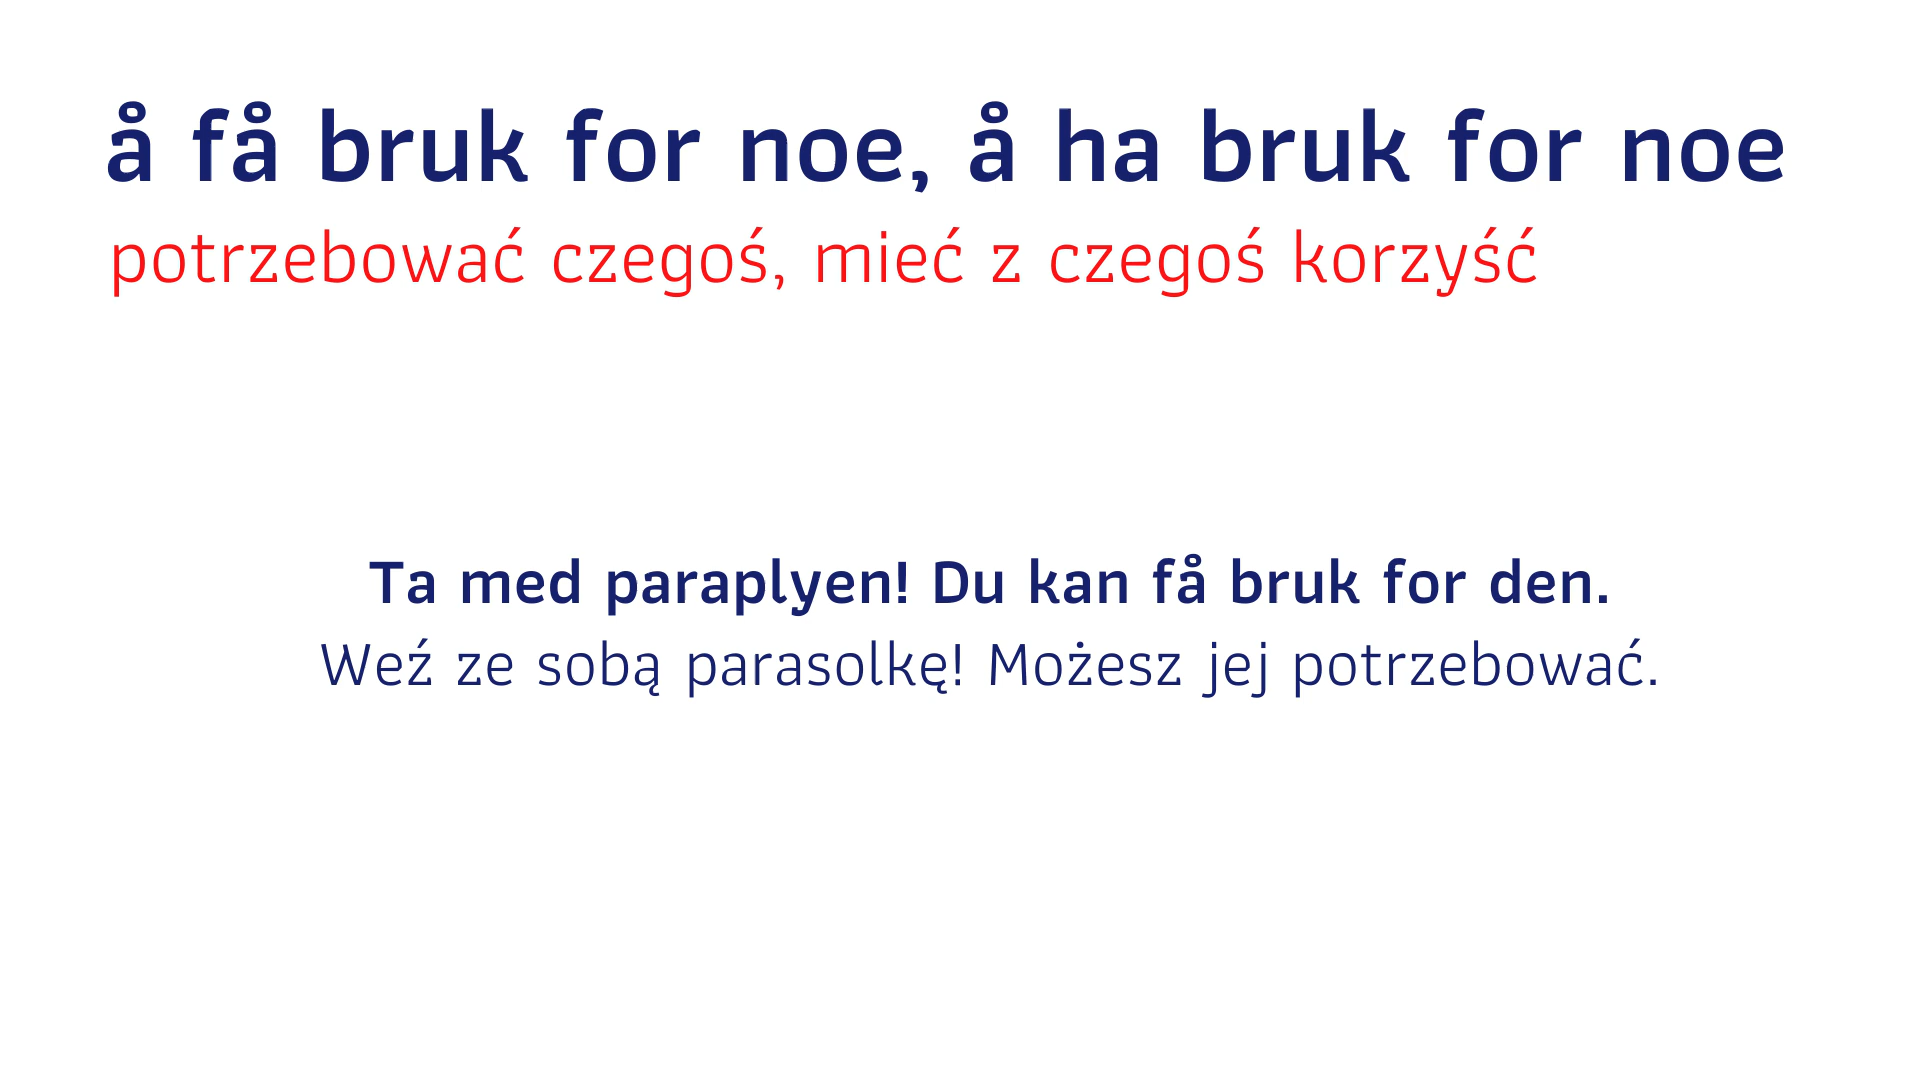 å få bruk for noe, å ha bruk for noe
potrzebować czegoś, mieć z czegoś korzyść
Ta med paraplyen! Du kan få bruk for den.
Weź ze sobą parasolkę! Możesz jej potrzebować.